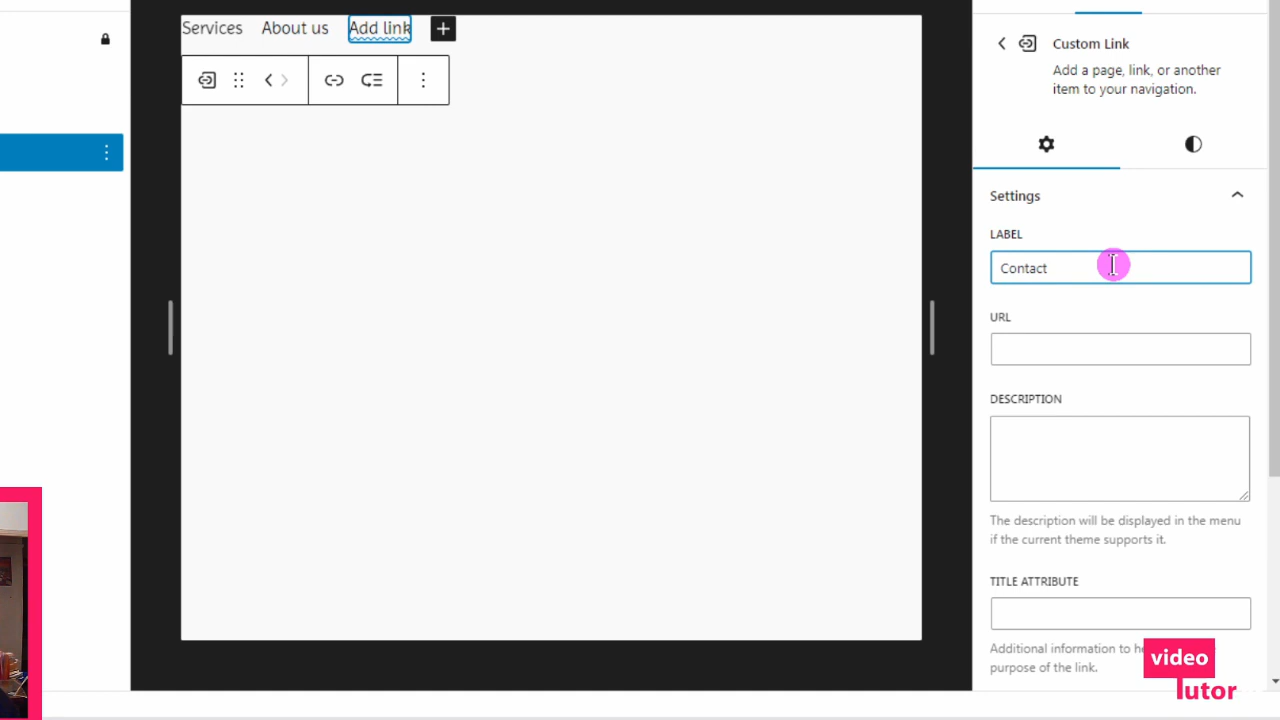 Services About us Add link
Custom Link
Add a page, link, or another
item to your navigation.
Settings
LABEL
Contact
URL
DESCRIPTION
The description will be displayed in the menu
if the current theme supports it.
TITLE ATTRIBUTE
Additional information to
purpose of the link.
video
Tutor